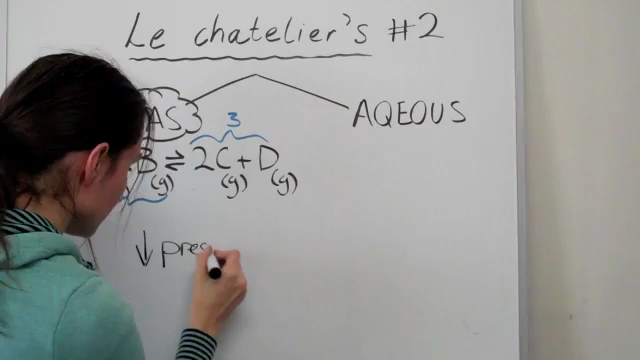 Le chatelier's #2
AS AQEOUS
3
B ⇌ 2C + D
(g) (g) (g)
↓ pres